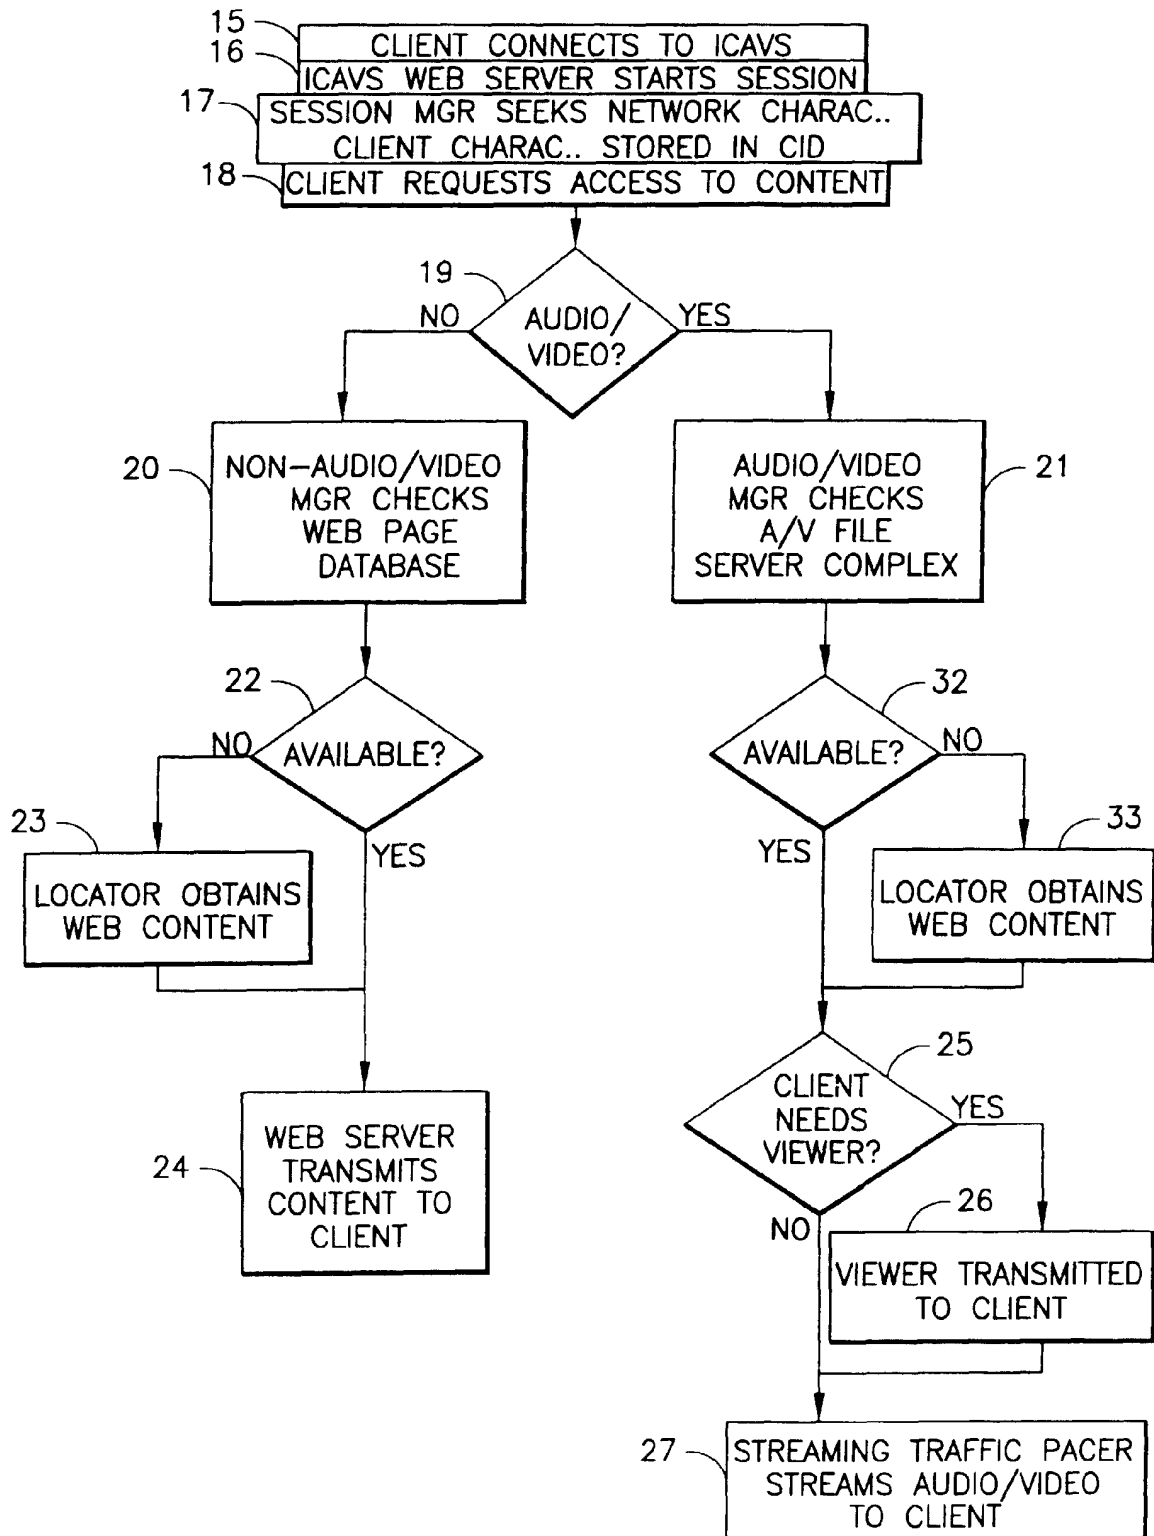 15
CLIENT CONNECTS TO ICAVS
16
ICAVS WEB SERVER STARTS SESSION
17
SESSION MGR SEEKS NETWORK CHARAC..
CLIENT CHARAC.. STORED IN CID
18
CLIENT REQUESTS ACCESS TO CONTENT
19
AUDIO/
VIDEO?
NO
YES
20
NON-AUDIO/VIDEO
MGR CHECKS
WEB PAGE
DATABASE
21
AUDIO/VIDEO
MGR CHECKS
A/V FILE
SERVER COMPLEX
22
AVAILABLE?
NO
YES
32
AVAILABLE?
NO
YES
23
LOCATOR OBTAINS
WEB CONTENT
33
LOCATOR OBTAINS
WEB CONTENT
24
WEB SERVER
TRANSMITS
CONTENT TO
CLIENT
25
CLIENT
NEEDS
VIEWER?
YES
NO
26
VIEWER TRANSMITTED
TO CLIENT
27
STREAMING TRAFFIC PACER
STREAMS AUDIO/VIDEO
TO CLIENT